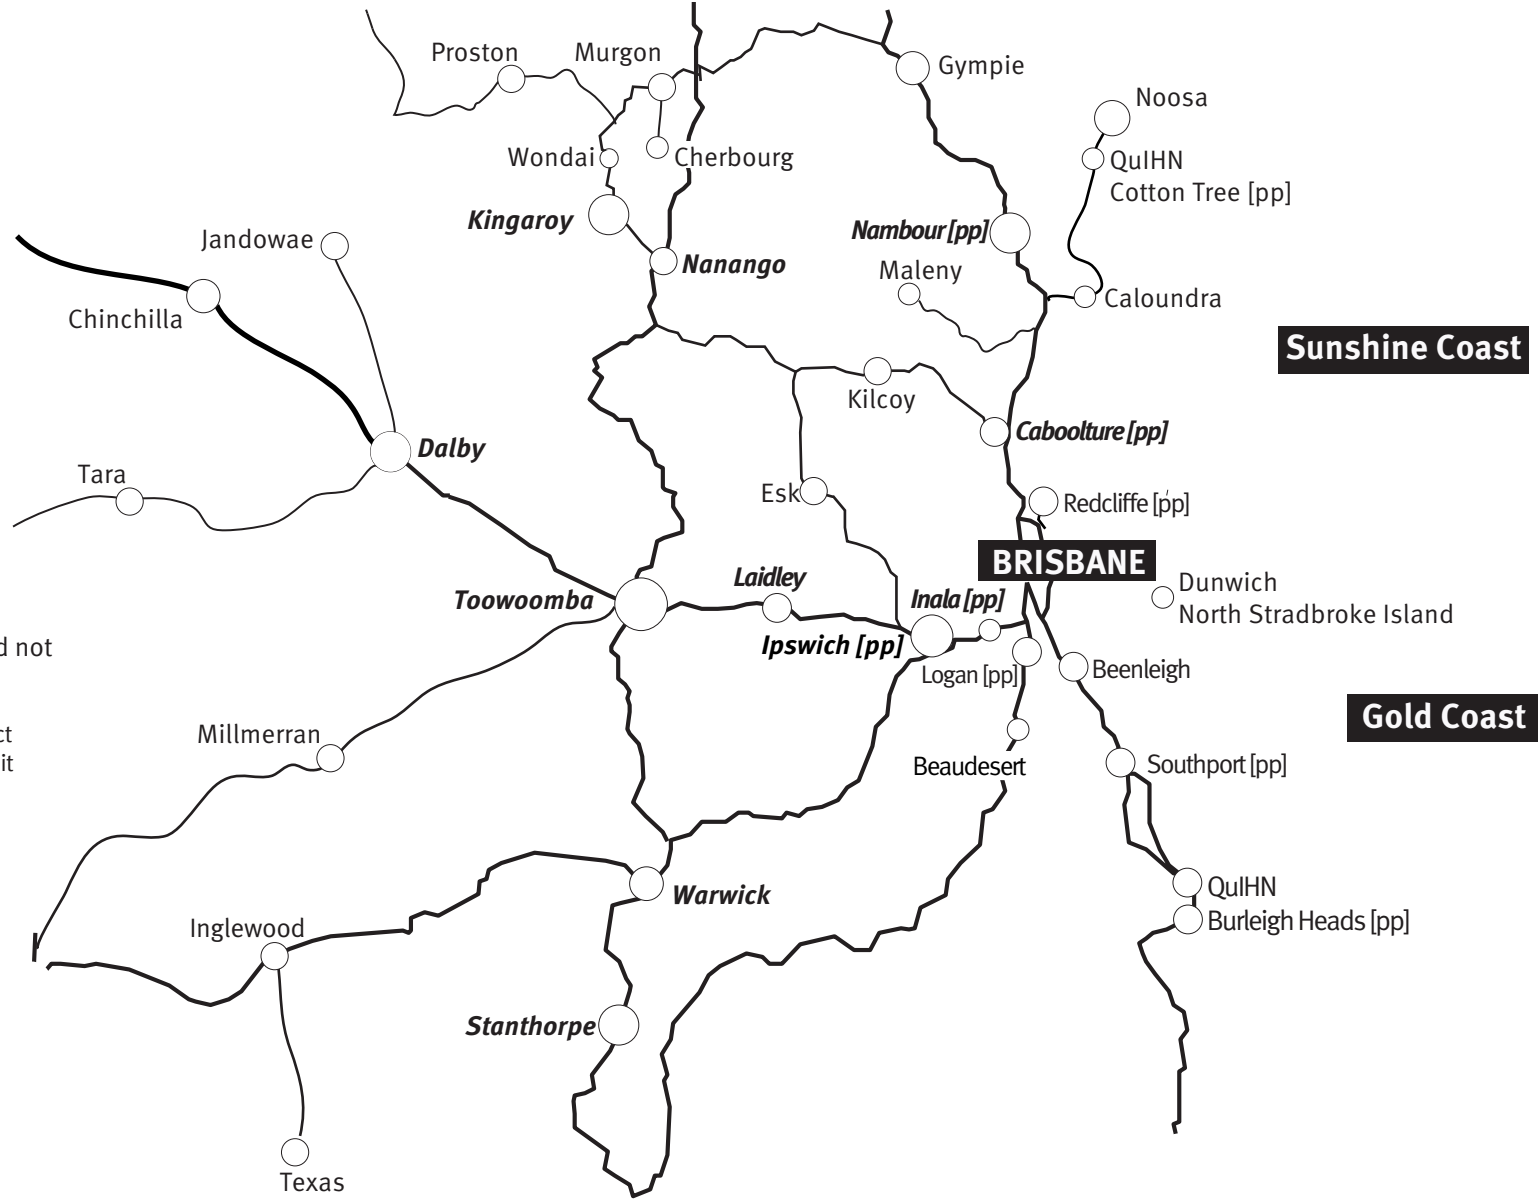 Proston
Murgon
Gympie
Noosa
Wondai
Cherbourg
QuIHN
Cotton Tree [pp]
Kingaroy
Nambour [pp]
Jandowae
Nanango
Maleny
Chinchilla
Caloundra
Sunshine Coast
Kilcoy
Caboolture [pp]
Dalby
Tara
Esk
Redcliffe [pp]
BRISBANE
Laidley
Dunwich
North Stradbroke Island
Toowoomba
Inala [pp]
d not
Ipswich [pp]
Logan [pp]
Beenleigh
Gold Coast
ct
it
Millmerran
Beaudesert
Southport [pp]
Warwick
QuIHN
Burleigh Heads [pp]
Inglewood
Stanthorpe
Texas